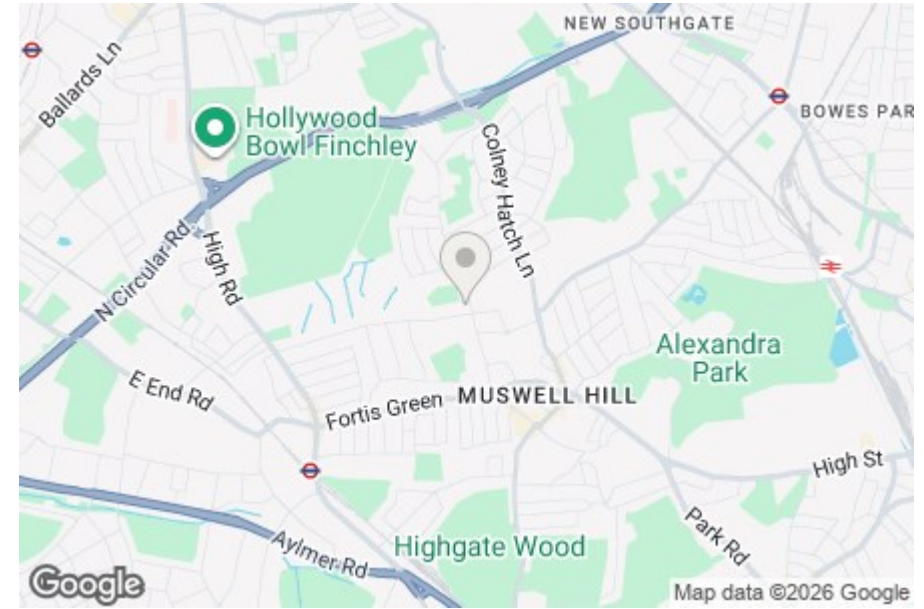 NEW SOUTHGATE
Ballards Ln
Hollywood
Bowl Finchley
BOWES PAR
Colney Hatch Ln
N Circular Rd
High Rd
Alexandra
Park
E End Rd
Fortis Green
MUSWELL HILL
High St
Park Rd
Aylmer Rd
Highgate Wood
Google
Map data ©2026 Google